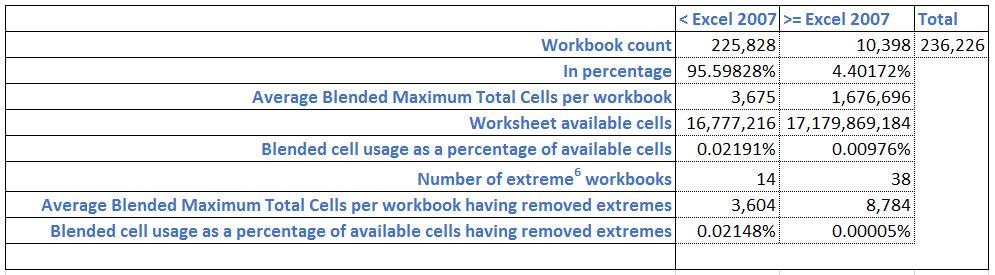 < Excel 2007 >= Excel 2007 Total
Workbook count 225,828 10,398 236,226
In percentage 95.59828% 4.40172%
Average Blended Maximum Total Cells per workbook 3,675 1,676,696
Worksheet available cells 16,777,216 17,179,869,184
Blended cell usage as a percentage of available cells 0.02191% 0.00976%
Number of extreme⁶ workbooks 14 38
Average Blended Maximum Total Cells per workbook having removed extremes 3,604 8,784
Blended cell usage as a percentage of available cells having removed extremes 0.02148% 0.00005%